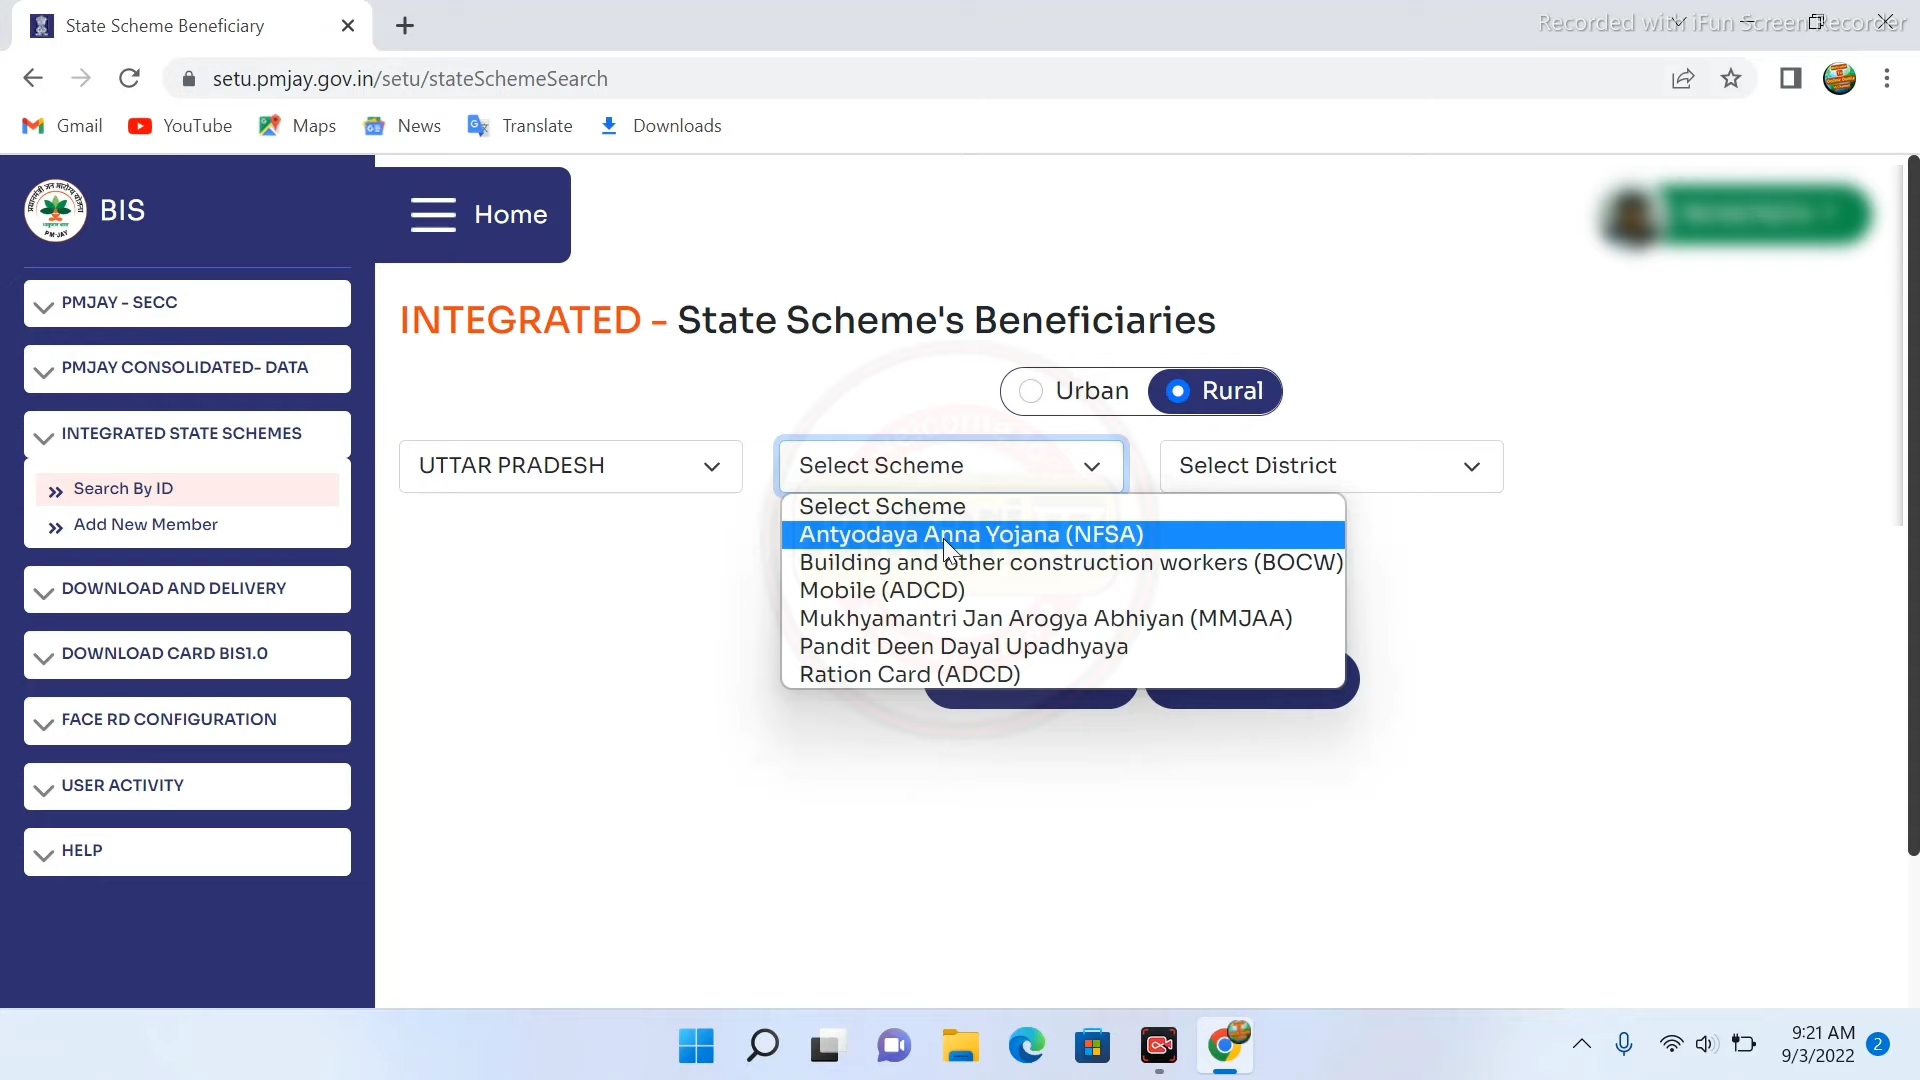 State Scheme Beneficiary
Recorded with iFun Screen Recorder
setu.pmjay.gov.in/setu/stateSchemeSearch
Gmail YouTube Maps News Translate Downloads
BIS
Home
PMJAY - SECC
PMJAY CONSOLIDATED- DATA
INTEGRATED STATE SCHEMES
Search By ID
Add New Member
DOWNLOAD AND DELIVERY
DOWNLOAD CARD BIS1.0
FACE RD CONFIGURATION
USER ACTIVITY
HELP
INTEGRATED - State Scheme's Beneficiaries
Urban Rural
UTTAR PRADESH Select Scheme Select District
Select Scheme
Antyodaya Anna Yojana (NFSA)
Building and other construction workers (BOCW)
Mobile (ADCD)
Mukhyamantri Jan Arogya Abhiyan (MMJAA)
Pandit Deen Dayal Upadhyaya
Ration Card (ADCD)
9:21 AM
9/3/2022
2